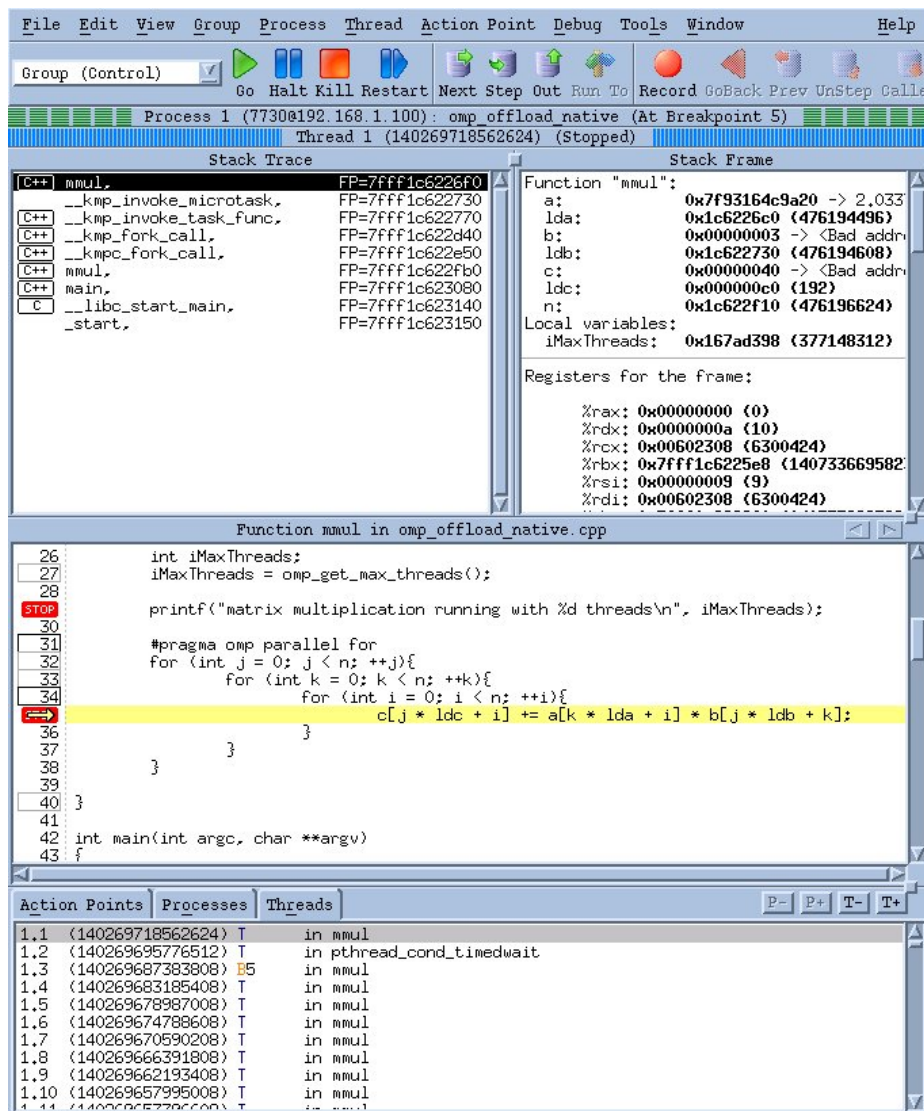 File Edit View Group Process Thread Action Point Debug Tools Window Help
Group (Control)
Go Halt Kill Restart Next Step Out Run To Record GoBack Prev UnStep Calle
Process 1 (7730@192.168.1.100): omp_offload_native (At Breakpoint 5)
Thread 1 (140269718562624) (Stopped)
Stack Trace
C++ mmul, FP=7fff1c6226f0
__kmp_invoke_microtask, FP=7fff1c622730
C++ __kmp_invoke_task_func, FP=7fff1c622770
C++ __kmp_fork_call, FP=7fff1c622d40
C++ __kmpc_fork_call, FP=7fff1c622e50
C++ mmul, FP=7fff1c622fb0
C++ main, FP=7fff1c623080
C __libc_start_main, FP=7fff1c623140
_start, FP=7fff1c623150
Stack Frame
Function "mmul":
a: 0x7f93164c9a20 -> 2.033
lda: 0x1c6226c0 (476194496)
b: 0x00000003 -> <Bad addr
ldb: 0x1c622730 (476194608)
c: 0x00000040 -> <Bad addr
ldc: 0x000000c0 (192)
n: 0x1c622f10 (476196624)
Local variables:
iMaxThreads: 0x167ad398 (377148312)
Registers for the frame:
%rax: 0x00000000 (0)
%rdx: 0x0000000a (10)
%rcx: 0x00602308 (6300424)
%rbx: 0x7fff1c6225e8 (140733669582
%rsi: 0x00000009 (9)
%rdi: 0x00602308 (6300424)
Function mmul in omp_offload_native.cpp
26 int iMaxThreads;
27 iMaxThreads = omp_get_max_threads();
28
STOP printf("matrix multiplication running with %d threads\n", iMaxThreads);
30
31 #pragma omp parallel for
32 for (int j = 0; j < n; ++j){
33 for (int k = 0; k < n; ++k){
34 for (int i = 0; i < n; ++i){
c[j * ldc + i] += a[k * lda + i] * b[j * ldb + k];
36 }
37 }
38 }
39
40 }
41
42 int main(int argc, char **argv)
43 {
Action Points Processes Threads P- P+ T- T+
1.1 (140269718562624) T in mmul
1.2 (140269695776512) T in pthread_cond_timedwait
1.3 (140269687383808) B5 in mmul
1.4 (140269683185408) T in mmul
1.5 (140269678987008) T in mmul
1.6 (140269674788608) T in mmul
1.7 (140269670590208) T in mmul
1.8 (140269666391808) T in mmul
1.9 (140269662193408) T in mmul
1.10 (140269657995008) T in mmul